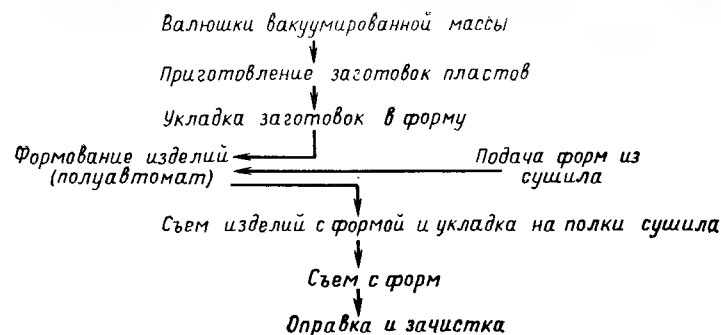 Валюшки вакуумированной массы
Приготовление заготовок пластов
Укладка заготовок в форму
Формование изделий
(полуавтомат)
Подача форм из
сушила
Съем изделий с формой и укладка на полки сушила
Съем с форм
Оправка и зачистка